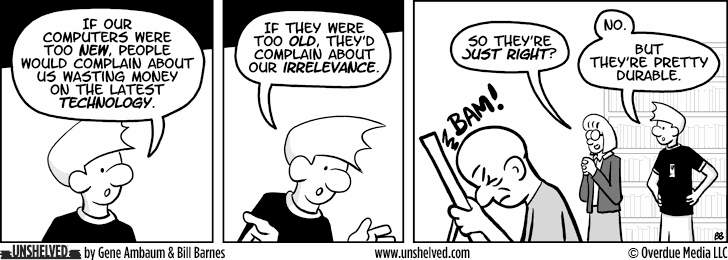 IF OUR
COMPUTERS WERE
TOO NEW, PEOPLE
WOULD COMPLAIN ABOUT
US WASTING MONEY
ON THE LATEST
TECHNOLOGY.
IF THEY WERE
TOO OLD, THEY'D
COMPLAIN ABOUT
OUR IRRELEVANCE.
SO THEY'RE
JUST RIGHT?
NO.
BUT
THEY'RE PRETTY
DURABLE.
BAM!
BB
UNSHELVED by Gene Ambaum & Bill Barnes
www.unshelved.com
© Overdue Media LLC